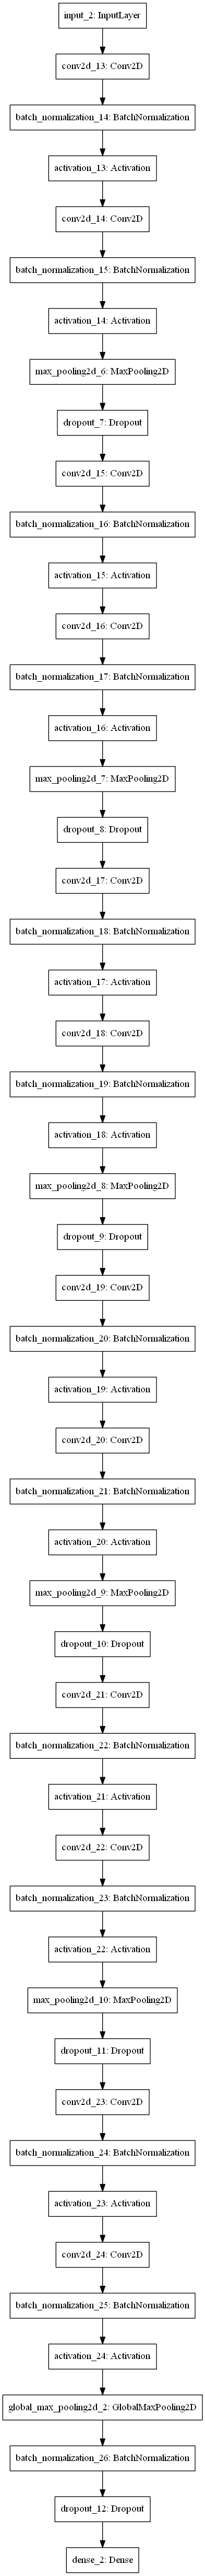 input_2: InputLayer
conv2d_13: Conv2D
batch_normalization_14: BatchNormalization
activation_13: Activation
conv2d_14: Conv2D
batch_normalization_15: BatchNormalization
activation_14: Activation
max_pooling2d_6: MaxPooling2D
dropout_7: Dropout
conv2d_15: Conv2D
batch_normalization_16: BatchNormalization
activation_15: Activation
conv2d_16: Conv2D
batch_normalization_17: BatchNormalization
activation_16: Activation
max_pooling2d_7: MaxPooling2D
dropout_8: Dropout
conv2d_17: Conv2D
batch_normalization_18: BatchNormalization
activation_17: Activation
conv2d_18: Conv2D
batch_normalization_19: BatchNormalization
activation_18: Activation
max_pooling2d_8: MaxPooling2D
dropout_9: Dropout
conv2d_19: Conv2D
batch_normalization_20: BatchNormalization
activation_19: Activation
conv2d_20: Conv2D
batch_normalization_21: BatchNormalization
activation_20: Activation
max_pooling2d_9: MaxPooling2D
dropout_10: Dropout
conv2d_21: Conv2D
batch_normalization_22: BatchNormalization
activation_21: Activation
conv2d_22: Conv2D
batch_normalization_23: BatchNormalization
activation_22: Activation
max_pooling2d_10: MaxPooling2D
dropout_11: Dropout
conv2d_23: Conv2D
batch_normalization_24: BatchNormalization
activation_23: Activation
conv2d_24: Conv2D
batch_normalization_25: BatchNormalization
activation_24: Activation
global_max_pooling2d_2: GlobalMaxPooling2D
batch_normalization_26: BatchNormalization
dropout_12: Dropout
dense_2: Dense